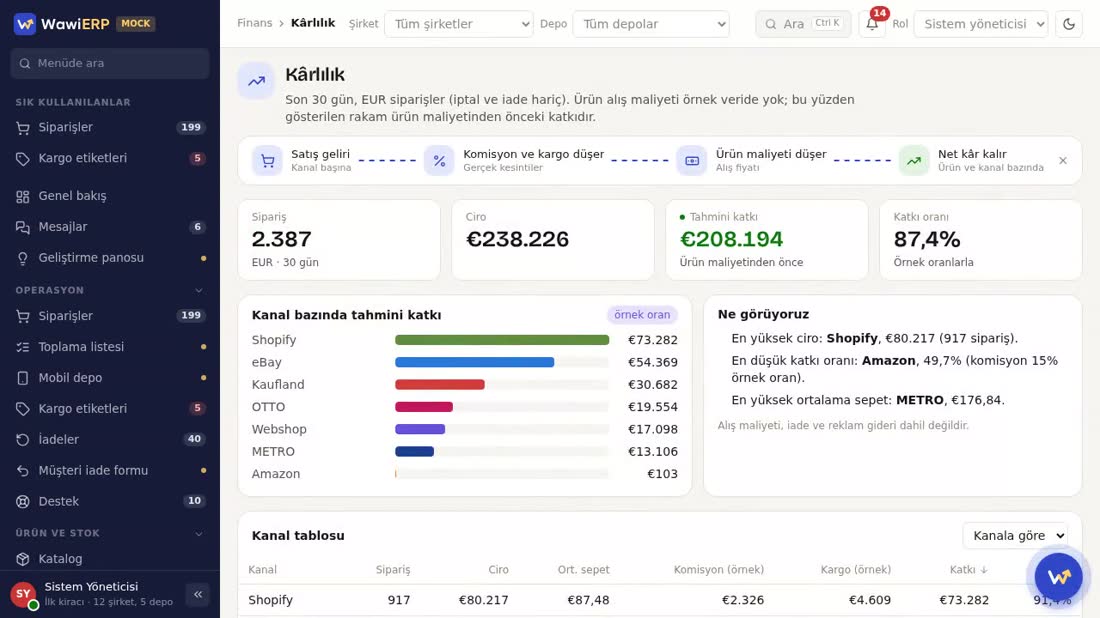 WawiERP MOCK
Menüde ara
SIK KULLANILANLAR
Siparişler 199
Kargo etiketleri 5
Genel bakış
Mesajlar 6
Geliştirme panosu
OPERASYON
Siparişler 199
Toplama listesi
Mobil depo
Kargo etiketleri 5
İadeler 40
Müşteri iade formu
Destek 10
ÜRÜN VE STOK
Katalog
SY Sistem Yöneticisi
İlk kiracı · 12 şirket, 5 depo
«
Finans › Kârlılık Şirket Tüm şirketler Depo Tüm depolar Ara Ctrl K 14 Rol Sistem yöneticisi
Kârlılık
Son 30 gün, EUR siparişler (iptal ve iade hariç). Ürün alış maliyeti örnek veride yok; bu yüzden
gösterilen rakam ürün maliyetinden önceki katkıdır.
Satış geliri
Kanal başına
Komisyon ve kargo düşer
Gerçek kesintiler
Ürün maliyeti düşer
Alış fiyatı
Net kâr kalır
Ürün ve kanal bazında
×
Sipariş
2.387
EUR · 30 gün
Ciro
€238.226
Tahmini katkı
€208.194
Ürün maliyetinden önce
Katkı oranı
87,4%
Örnek oranlarla
Kanal bazında tahmini katkı örnek oran
Shopify €73.282
eBay €54.369
Kaufland €30.682
OTTO €19.554
Webshop €17.098
METRO €13.106
Amazon €103
Ne görüyoruz
En yüksek ciro: Shopify, €80.217 (917 sipariş).
En düşük katkı oranı: Amazon, 49,7% (komisyon 15%
örnek oran).
En yüksek ortalama sepet: METRO, €176,84.
Alış maliyeti, iade ve reklam gideri dahil değildir.
Kanal tablosu Kanala göre
Kanal Sipariş Ciro Ort. sepet Komisyon (örnek) Kargo (örnek) Katkı ↓
Shopify 917 €80.217 €87,48 €2.326 €4.609 €73.282